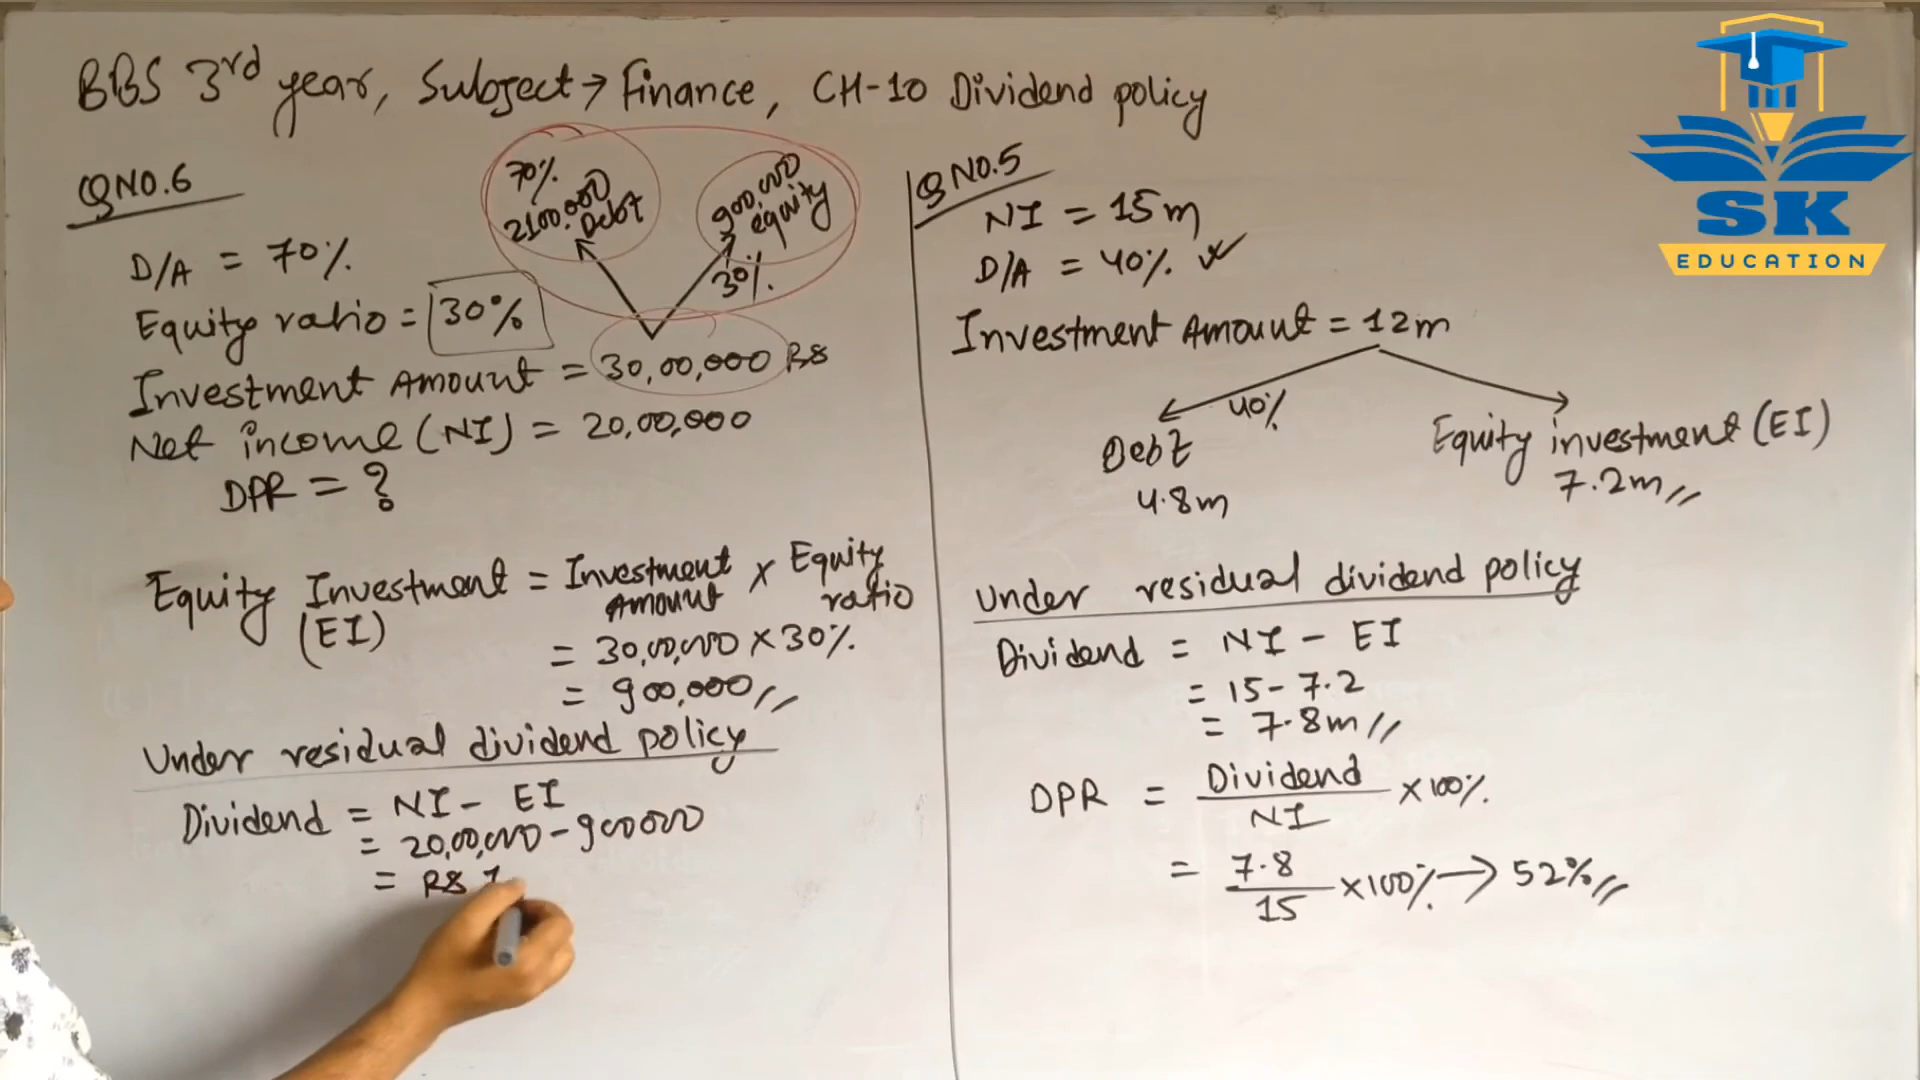 BBS 3rd year, Subject → Finance, CH-10 Dividend policy
QNO.6
70%
2100,000
Debt
900,000
equity
30%
D/A = 70%
Equity ratio = 30%
Investment Amount = 30,00,000 RS
Net income (NI) = 20,00,000
DPR = ?
Equity Investment = Investment Amount × Equity ratio
(EI)
= 30,00,000 × 30%
= 900,000
Under residual dividend policy
Dividend = NI - EI
= 20,00,000 - 900000
= RS 1
QNO.5
NI = 15m
D/A = 40% ✓
Investment Amount = 12m
40%
Debt
4.8m
Equity investment (EI)
7.2m
Under residual dividend policy
Dividend = NI - EI
= 15 - 7.2
= 7.8m
DPR = Dividend / NI × 100%
= 7.8 / 15 × 100% → 52%
SK
EDUCATION